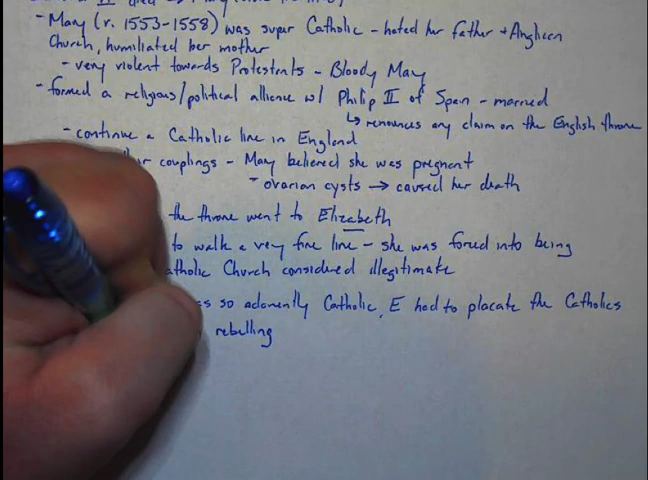 - Mary (r. 1553-1558) was super Catholic - hated her father + Anglican
Church, humiliated her mother
- very violent towards Protestants - Bloody Mary
- formed a religious/political alliance w/ Philip II of Spain - married
↳ renounces any claim on the English throne
- continue a Catholic line in England
couplings - Mary believed she was pregnant
- ovarian cysts → caused her death
the throne went to Elizabeth
to walk a very fine line - she was forced into being
Catholic Church considered illegitimate
so adamently Catholic, E had to placate the Catholics
rebelling